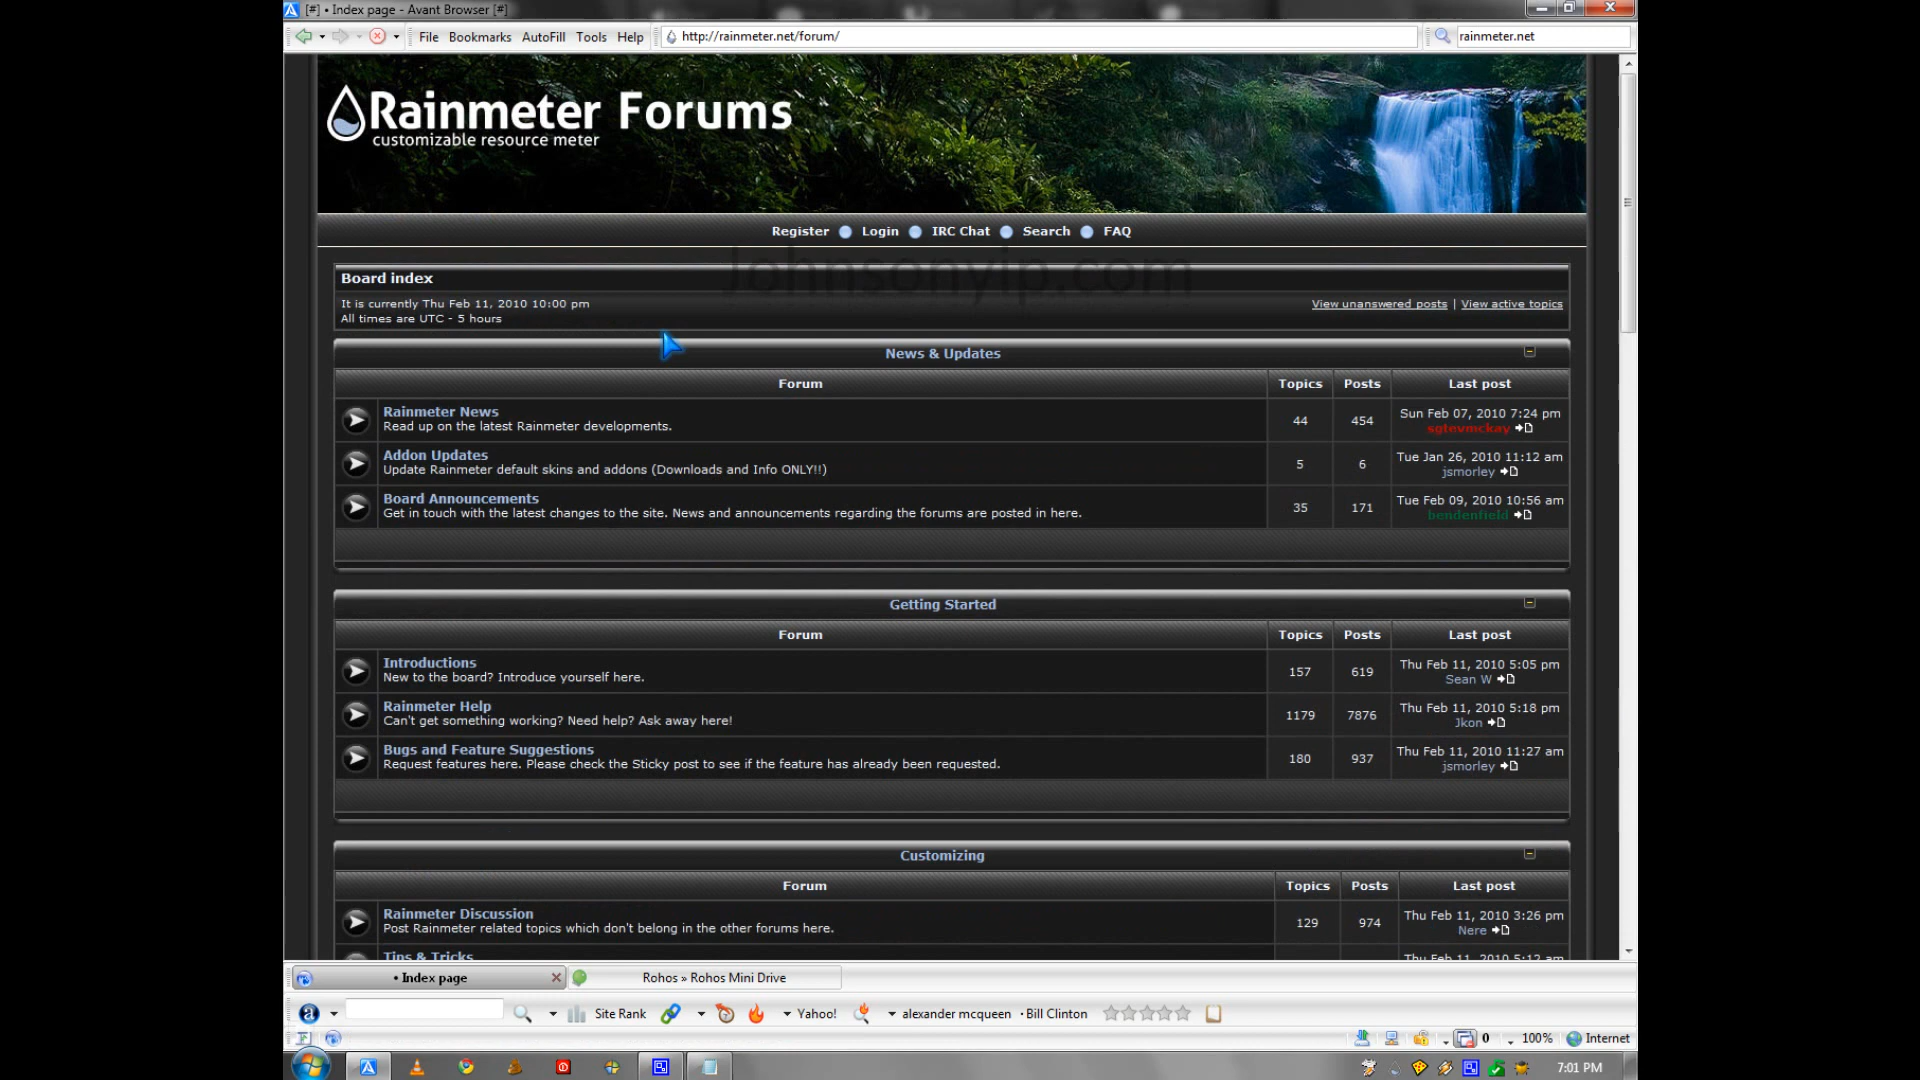 [#] • Index page - Avant Browser [#]
File Bookmarks AutoFill Tools Help http://rainmeter.net/forum/ rainmeter.net
Rainmeter Forums
customizable resource meter
Register Login IRC Chat Search FAQ
Johnsonyip.com
Board index
It is currently Thu Feb 11, 2010 10:00 pm
All times are UTC - 5 hours
View unanswered posts | View active topics
News & Updates
Forum Topics Posts Last post
Rainmeter News
Read up on the latest Rainmeter developments.
44 454 Sun Feb 07, 2010 7:24 pm
sgtevmckay
Addon Updates
Update Rainmeter default skins and addons (Downloads and Info ONLY!!)
5 6 Tue Jan 26, 2010 11:12 am
jsmorley
Board Announcements
Get in touch with the latest changes to the site. News and announcements regarding the forums are posted in here.
35 171 Tue Feb 09, 2010 10:56 am
bendenfield
Getting Started
Forum Topics Posts Last post
Introductions
New to the board? Introduce yourself here.
157 619 Thu Feb 11, 2010 5:05 pm
Sean W
Rainmeter Help
Can't get something working? Need help? Ask away here!
1179 7876 Thu Feb 11, 2010 5:18 pm
Jkon
Bugs and Feature Suggestions
Request features here. Please check the Sticky post to see if the feature has already been requested.
180 937 Thu Feb 11, 2010 11:27 am
jsmorley
Customizing
Forum Topics Posts Last post
Rainmeter Discussion
Post Rainmeter related topics which don't belong in the other forums here.
129 974 Thu Feb 11, 2010 3:26 pm
Nere
Tips & Tricks
Thu Feb 11, 2010 5:12 am
• Index page Rohos » Rohos Mini Drive
Site Rank Yahoo! alexander mcqueen · Bill Clinton
0 100% Internet
7:01 PM